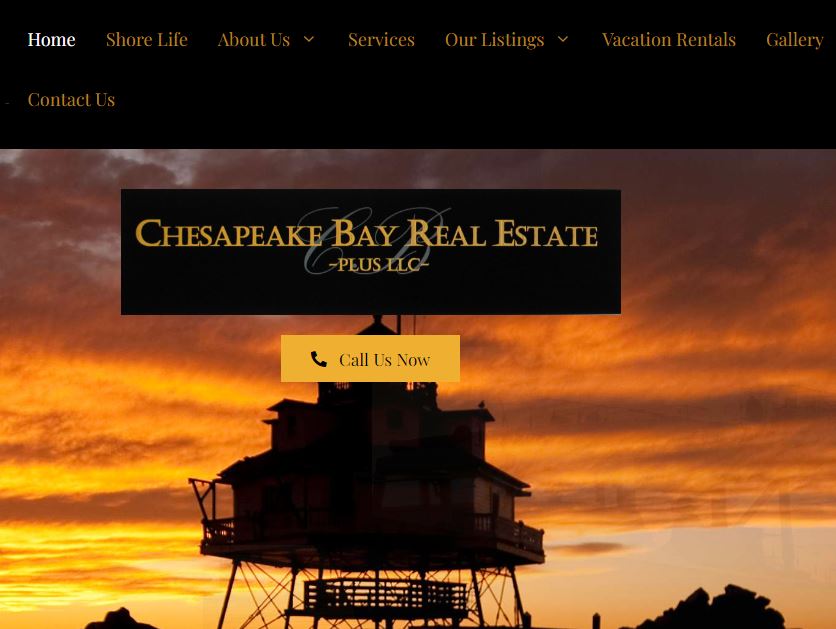 Home Shore Life About Us Services Our Listings Vacation Rentals Gallery
Contact Us
CB
CHESAPEAKE BAY REAL ESTATE
~PLUS LLC~
Call Us Now